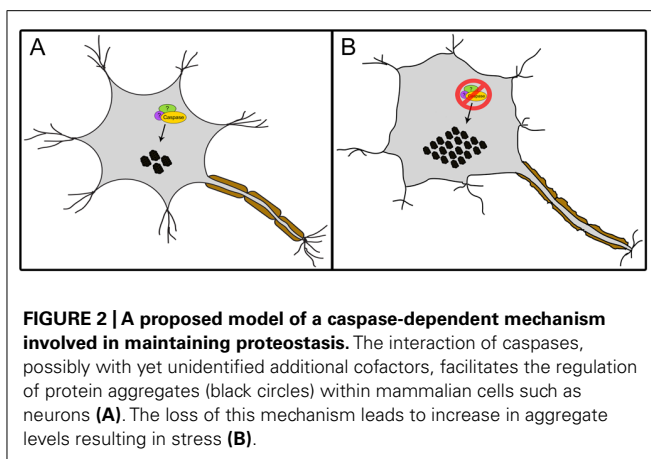 A
B
?
?
Caspase
?
Caspase
FIGURE 2 | A proposed model of a caspase-dependent mechanism
involved in maintaining proteostasis. The interaction of caspases,
possibly with yet unidentified additional cofactors, facilitates the regulation
of protein aggregates (black circles) within mammalian cells such as
neurons (A). The loss of this mechanism leads to increase in aggregate
levels resulting in stress (B).